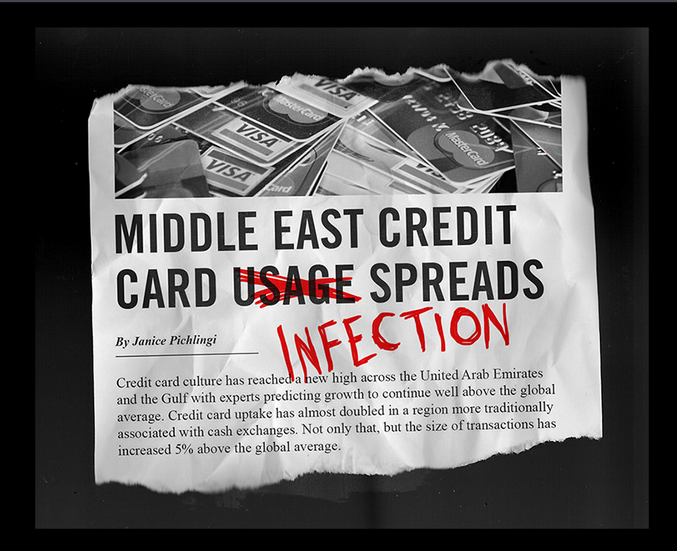 MasterCard
VISA
VISA
MasterCard
VISA
MIDDLE EAST CREDIT
CARD USAGE SPREADS
INFECTION
By Janice Pichlingi
Credit card culture has reached a new high across the United Arab Emirates
and the Gulf with experts predicting growth to continue well above the global
average. Credit card uptake has almost doubled in a region more traditionally
associated with cash exchanges. Not only that, but the size of transactions has
increased 5% above the global average.